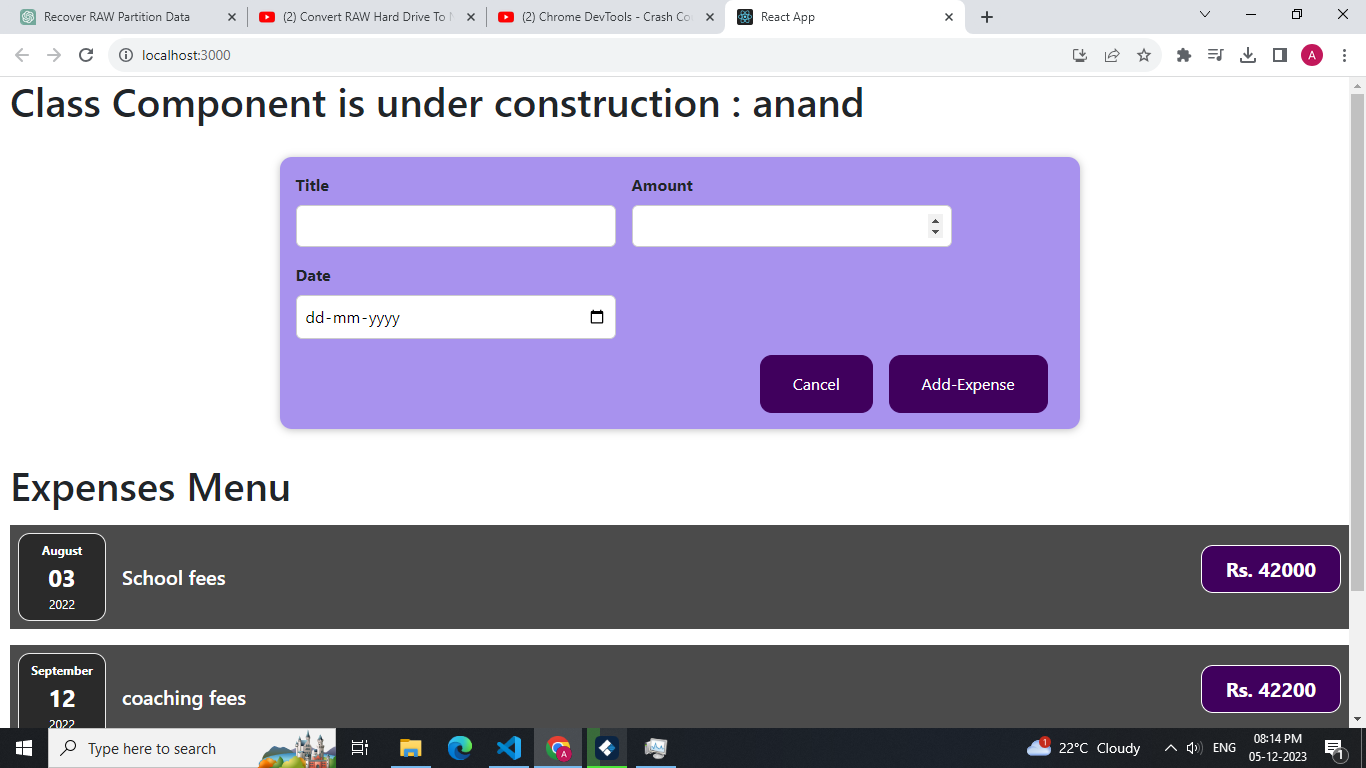 Recover RAW Partition Data
(2) Convert RAW Hard Drive To N
(2) Chrome DevTools - Crash Co
React App
localhost:3000
A
Class Component is under construction : anand
Title
Amount
Date
dd-mm-yyyy
Cancel
Add-Expense
Expenses Menu
August
03
2022
School fees
Rs. 42000
September
12
2022
coaching fees
Rs. 42200
Type here to search
A
1
22°C Cloudy
ENG
08:14 PM
05-12-2023
1